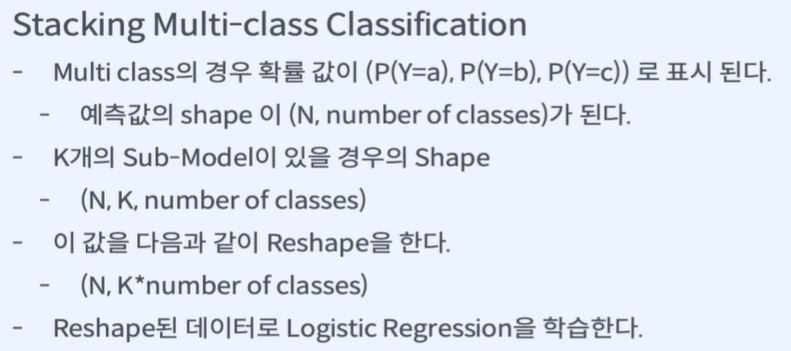 Stacking Multi-class Classification
- Multi class의 경우 확률 값이 (P(Y=a), P(Y=b), P(Y=c)) 로 표시 된다.
- 예측값의 shape 이 (N, number of classes)가 된다.
- K개의 Sub-Model이 있을 경우의 Shape
- (N, K, number of classes)
- 이 값을 다음과 같이 Reshape을 한다.
- (N, K*number of classes)
- Reshape된 데이터로 Logistic Regression을 학습한다.